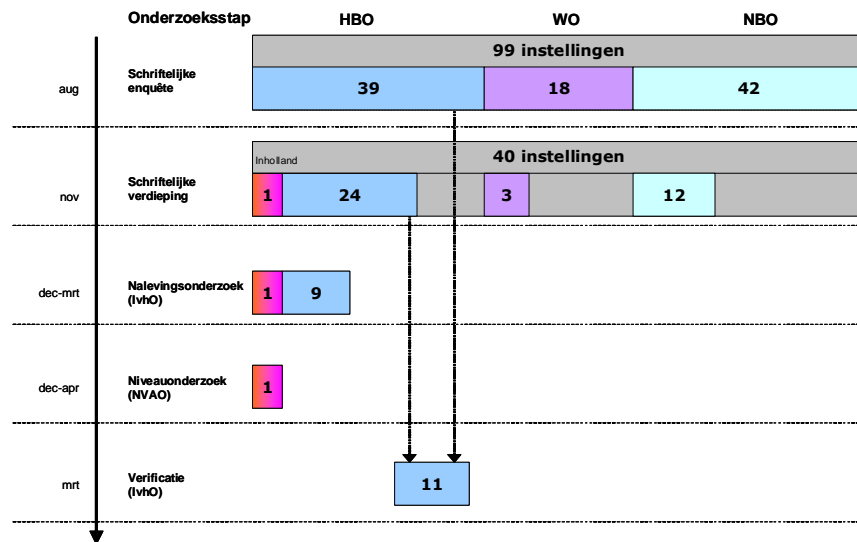 Onderzoeksstap HBO WO NBO
99 instellingen
aug
Schriftelijke
enquête
39 18 42
40 instellingen
Inholland
nov
Schriftelijke
verdieping
1 24 3 12
dec-mrt
Nalevingsonderzoek
(IvhO)
1 9
dec-apr
Niveauonderzoek
(NVAO)
1
mrt
Verificatie
(IvhO)
11